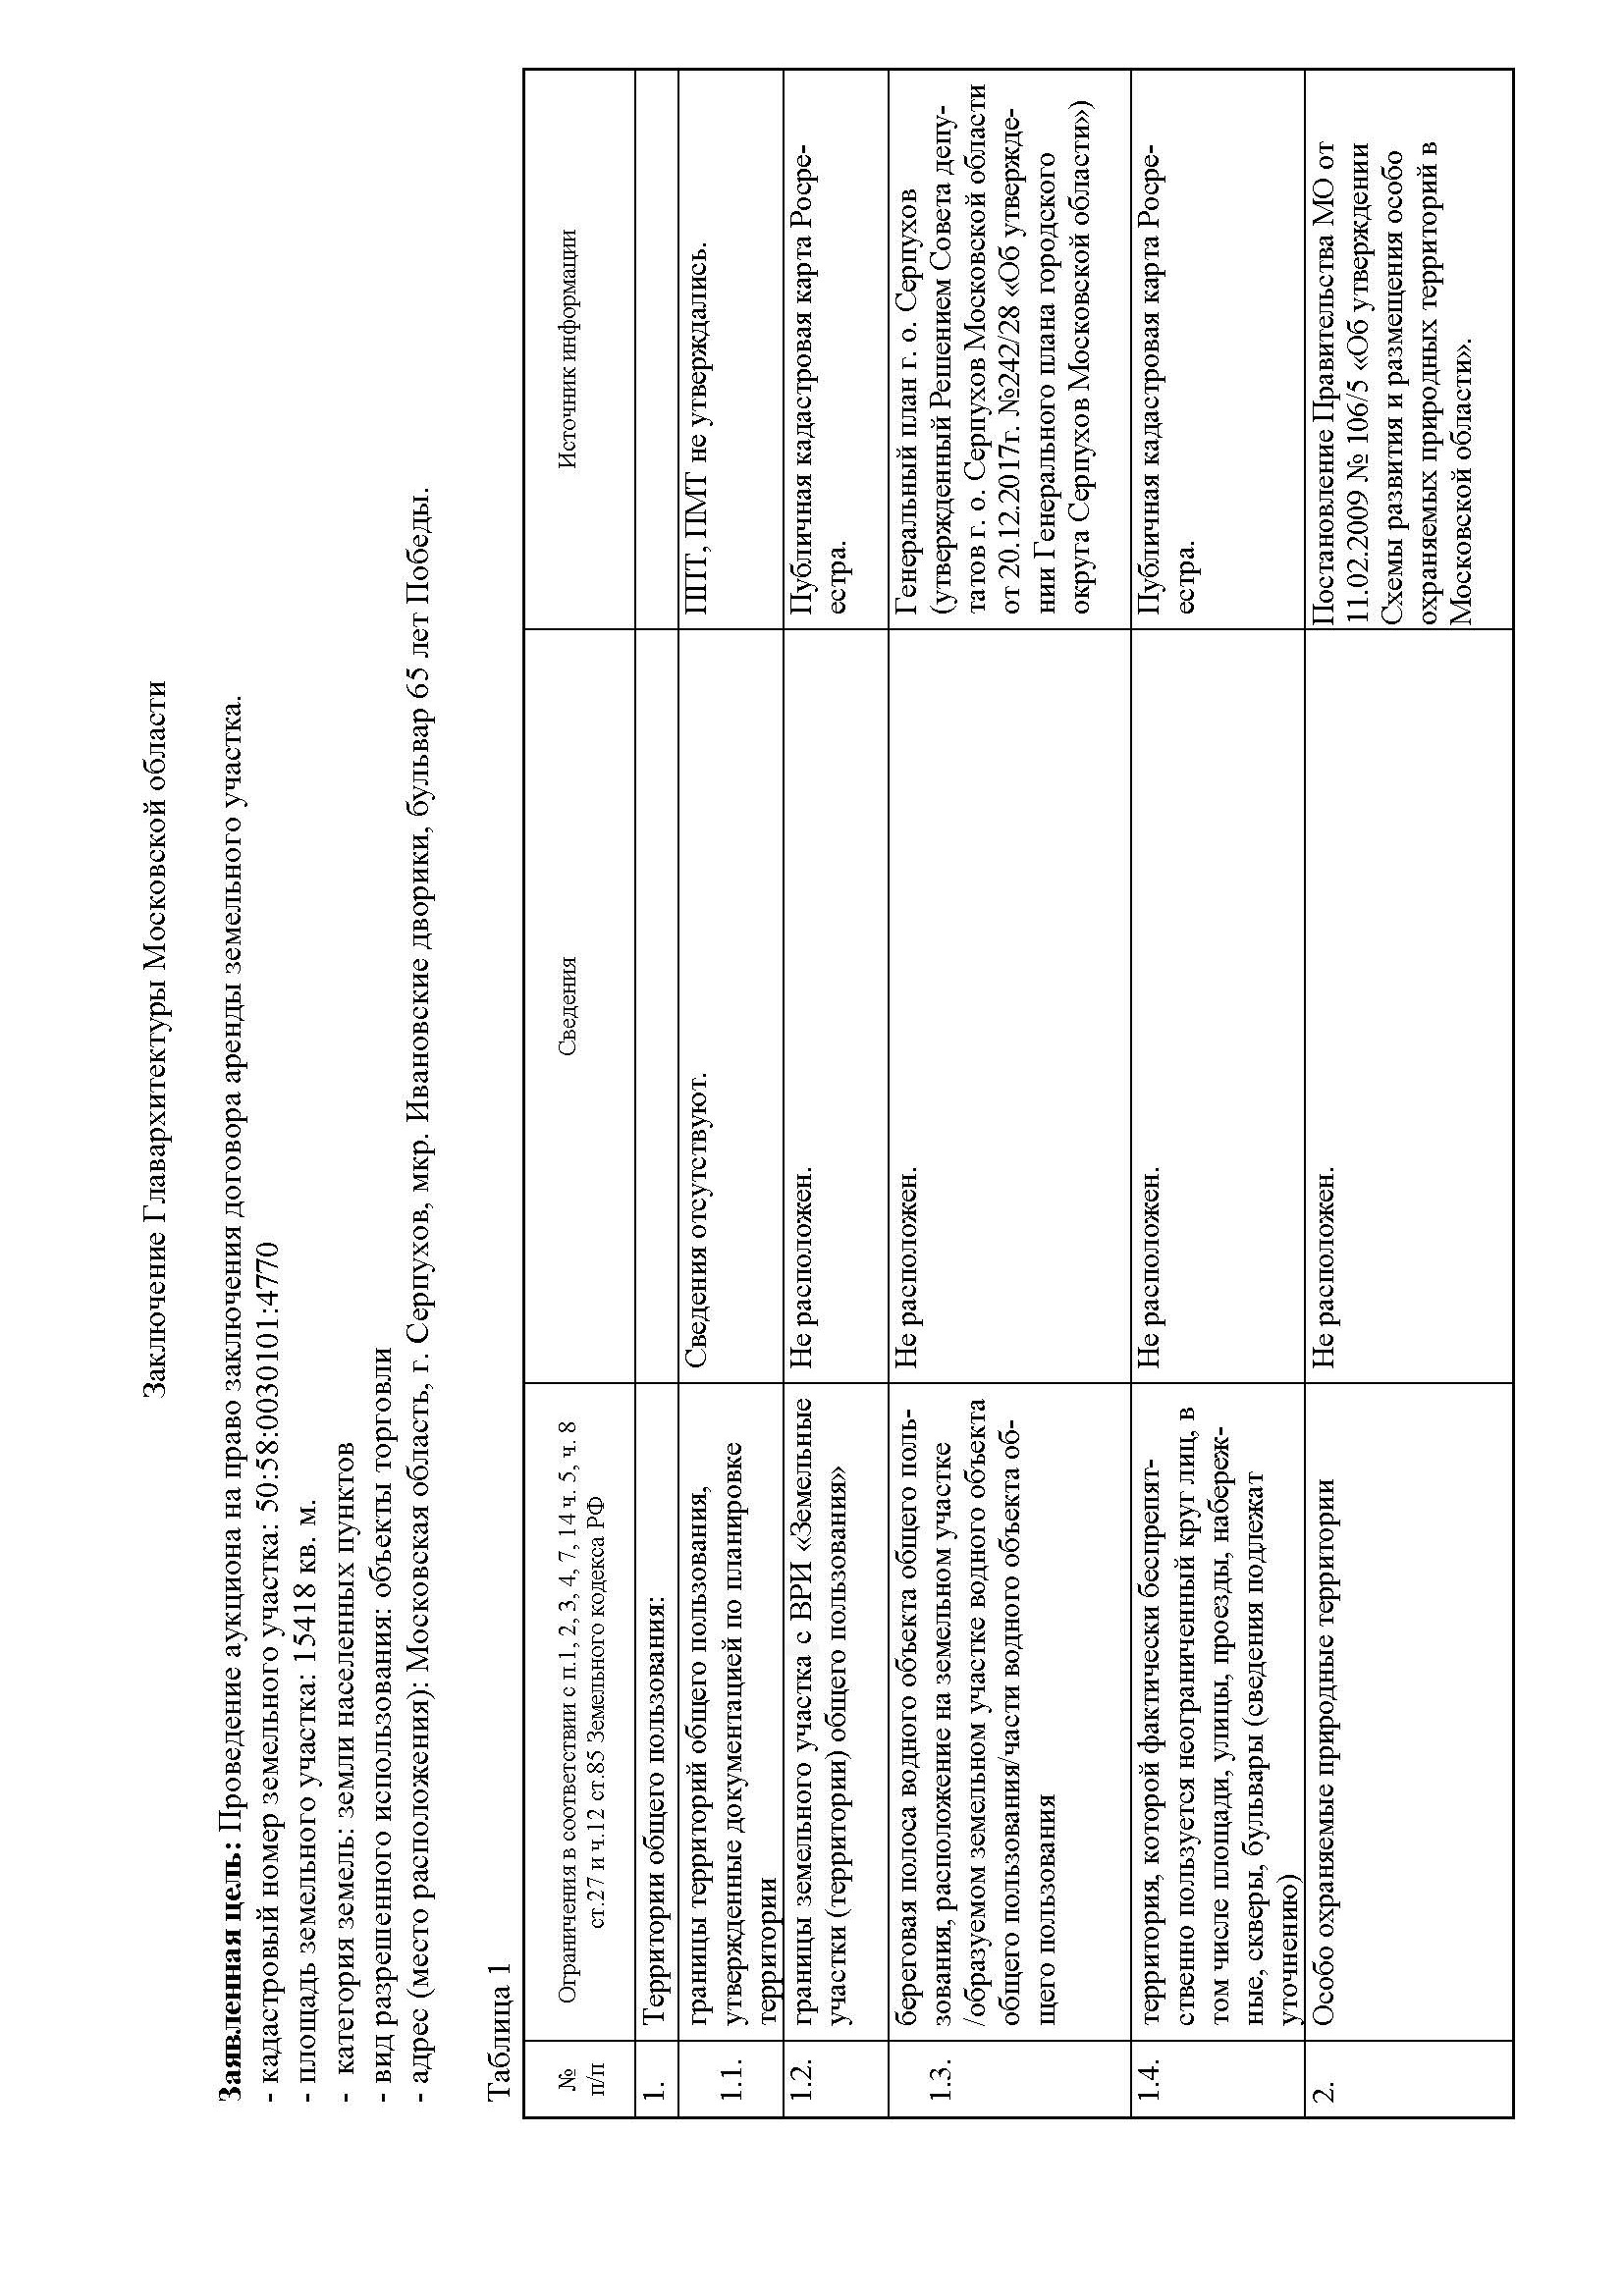 Заключение Главархитектуры Московской области
Заявленная цель: Проведение аукциона на право заключения договора аренды земельного участка.
- кадастровый номер земельного участка: 50:58:0030101:4770
- площадь земельного участка: 15418 кв. м.
- категория земель: земли населенных пунктов
- вид разрешенного использования: объекты торговли
- адрес (место расположения): Московская область, г. Серпухов, мкр. Ивановские дворики, бульвар 65 лет Победы.
Таблица 1
№
п/п
Ограничения в соответствии с п.1, 2, 3, 4, 7, 14 ч. 5, ч. 8
ст.27 и ч.12 ст.85 Земельного кодекса РФ
Сведения
Источник информации
1.
Территории общего пользования:
1.1.
границы территорий общего пользования,
утвержденные документацией по планировке
территории
Сведения отсутствуют.
ППТ, ПМТ не утверждались.
1.2.
границы земельного участка с ВРИ «Земельные
участки (территории) общего пользования»
Не расположен.
Публичная кадастровая карта Росре-
естра.
1.3.
береговая полоса водного объекта общего поль-
зования, расположение на земельном участке
/образуемом земельном участке водного объекта
общего пользования/части водного объекта об-
щего пользования
Не расположен.
Генеральный план г. о. Серпухов
(утвержденный Решением Совета депу-
татов г. о. Серпухов Московской области
от 20.12.2017г. №242/28 «Об утвержде-
нии Генерального плана городского
округа Серпухов Московской области»)
1.4.
территория, которой фактически беспрепят-
ственно пользуется неограниченный круг лиц, в
том числе площади, улицы, проезды, набереж-
ные, скверы, бульвары (сведения подлежат
уточнению)
Не расположен.
Публичная кадастровая карта Росре-
естра.
2.
Особо охраняемые природные территории
Не расположен.
Постановление Правительства МО от
11.02.2009 № 106/5 «Об утверждении
Схемы развития и размещения особо
охраняемых природных территорий в
Московской области».